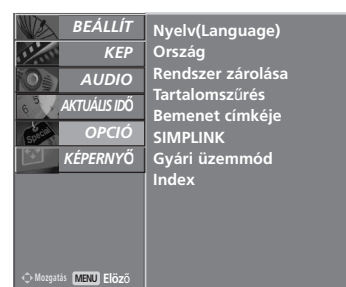 BEÁLLÍT
KEP
AUDIO
AKTUÁLIS IDŐ
OPCIÓ
KÉPERNYŐ
Nyelv(Language)
Ország
Rendszer zárolása
Tartalomszűrés
Bemenet címkéje
SIMPLINK
Gyári üzemmód
Index
Special
Mozgatás MENU Előző